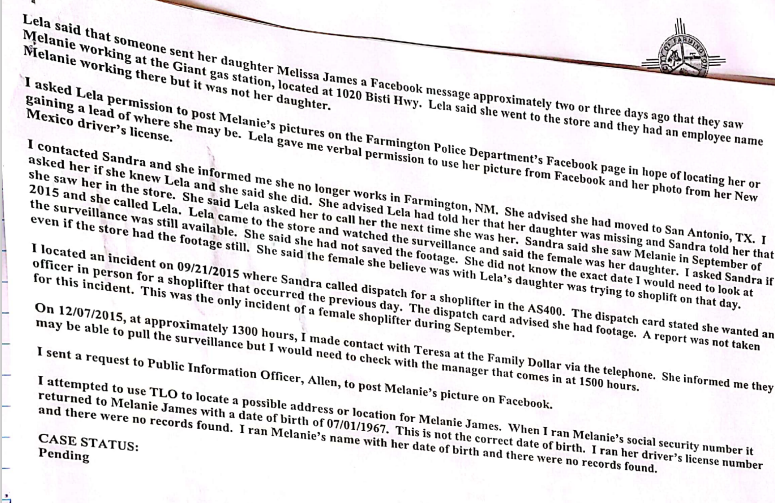 Lela said that someone sent her daughter Melissa James a Facebook message approximately two or three days ago that they saw
Melanie working at the Giant gas station, located at 1020 Bisti Hwy. Lela said she went to the store and they had an employee name
Melanie working there but it was not her daughter.
I asked Lela permission to post Melanie's pictures on the Farmington Police Department's Facebook page in hope of locating her or
gaining a lead of where she may be. Lela gave me verbal permission to use her picture from Facebook and her photo from her New
Mexico driver's license.
I contacted Sandra and she informed me she no longer works in Farmington, NM. She advised she had moved to San Antonio, TX. I
asked her if she knew Lela and she said she did. She advised Lela had told her that her daughter was missing and Sandra told her that
she saw her in the store. She said Lela asked her to call her the next time she was her. Sandra said she saw Melanie in September of
2015 and she called Lela. Lela came to the store and watched the surveillance and said the female was her daughter. I asked Sandra if
the surveillance was still available. She said she had not saved the footage. She did not know the exact date I would need to look at
even if the store had the footage still. She said the female she believe was with Lela's daughter was trying to shoplift on that day.
I located an incident on 09/21/2015 where Sandra called dispatch for a shoplifter in the AS400. The dispatch card stated she wanted an
officer in person for a shoplifter that occurred the previous day. The dispatch card advised she had footage. A report was not taken
for this incident. This was the only incident of a female shoplifter during September.
On 12/07/2015, at approximately 1300 hours, I made contact with Teresa at the Family Dollar via the telephone. She informed me they
may be able to pull the surveillance but I would need to check with the manager that comes in at 1500 hours.
I sent a request to Public Information Officer, Allen, to post Melanie's picture on Facebook.
I attempted to use TLO to locate a possible address or location for Melanie James. When I ran Melanie's social security number it
returned to Melanie James with a date of birth of 07/01/1967. This is not the correct date of birth. I ran her driver's license number
and there were no records found. I ran Melanie's name with her date of birth and there were no records found.
CASE STATUS:
Pending